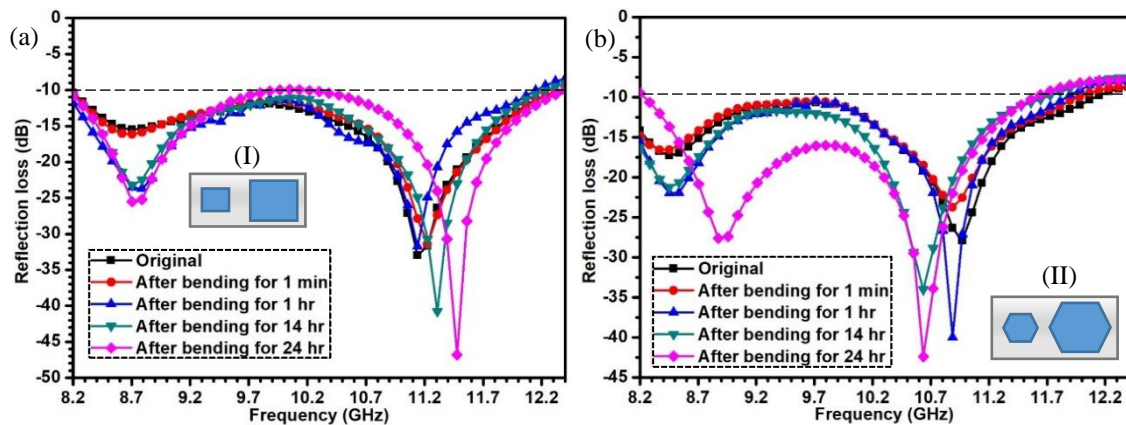 (a)
Reflection loss (dB)
0
-5
-10
-15
-20
-25
-30
-35
-40
-45
-50
(I)
Original
After bending for 1 min
After bending for 1 hr
After bending for 14 hr
After bending for 24 hr
8.2 8.7 9.2 9.7 10.2 10.7 11.2 11.7 12.2
Frequency (GHz)
(b)
Reflection loss (dB)
0
-5
-10
-15
-20
-25
-30
-35
-40
-45
(II)
Original
After bending for 1 min
After bending for 1 hr
After bending for 14 hr
After bending for 24 hr
8.2 8.7 9.2 9.7 10.2 10.7 11.2 11.7 12.2
Frequency (GHz)